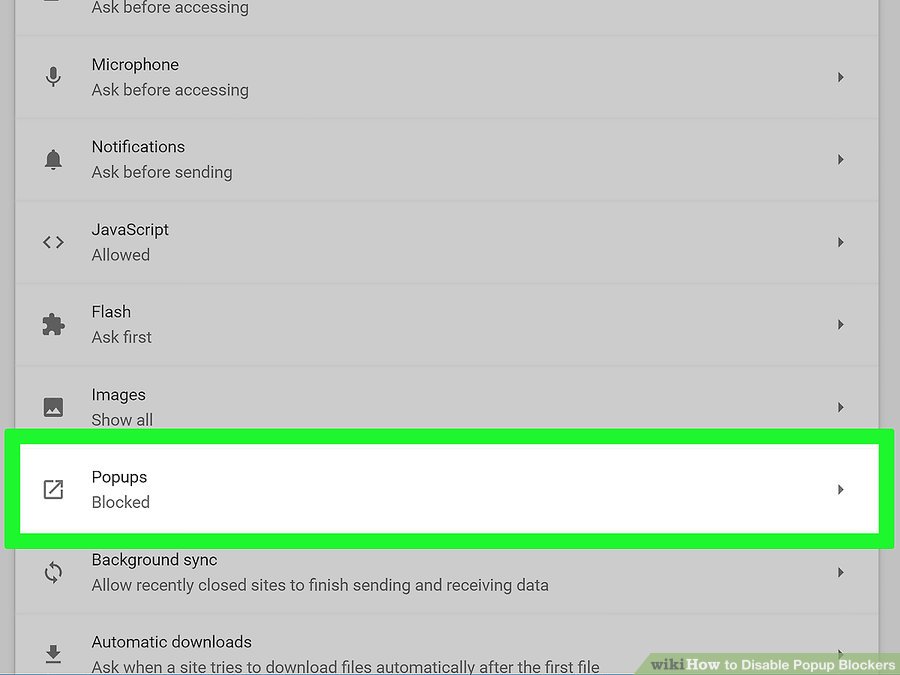 Ask before accessing
Microphone
Ask before accessing
Notifications
Ask before sending
JavaScript
Allowed
Flash
Ask first
Images
Show all
Popups
Blocked
Background sync
Allow recently closed sites to finish sending and receiving data
Automatic downloads
Ask when a site tries to download files automatically after the first file
wikiHow to Disable Popup Blockers